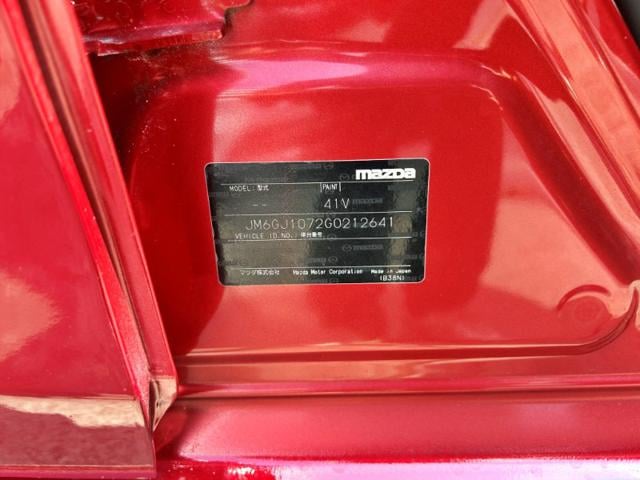 mazda
MODEL: 型式 PAINT
-- 41V
JM6GJ1072G0212641
VEHICLE ID.NO.: 車台番号
マツダ株式会社 Mazda Motor Corporation Made in Japan
(B36N)